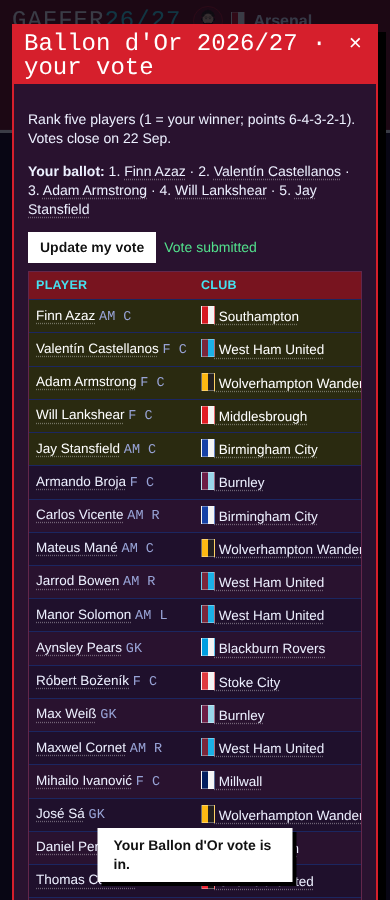 GAFFER26/27 Arsenal
Ballon d'Or 2026/27 · your vote ×
Rank five players (1 = your winner; points 6-4-3-2-1).
Votes close on 22 Sep.
Your ballot: 1. Finn Azaz · 2. Valentín Castellanos ·
3. Adam Armstrong · 4. Will Lankshear · 5. Jay
Stansfield
Update my vote Vote submitted
PLAYER CLUB
Finn Azaz AM C Southampton
Valentín Castellanos F C West Ham United
Adam Armstrong F C Wolverhampton Wander
Will Lankshear F C Middlesbrough
Jay Stansfield AM C Birmingham City
Armando Broja F C Burnley
Carlos Vicente AM R Birmingham City
Mateus Mané AM C Wolverhampton Wander
Jarrod Bowen AM R West Ham United
Manor Solomon AM L West Ham United
Aynsley Pears GK Blackburn Rovers
Róbert Boženík F C Stoke City
Max Weiß GK Burnley
Maxwel Cornet AM R West Ham United
Mihailo Ivanović F C Millwall
José Sá GK Wolverhampton Wander
Daniel
Thomas
Your Ballon d'Or vote is
in.